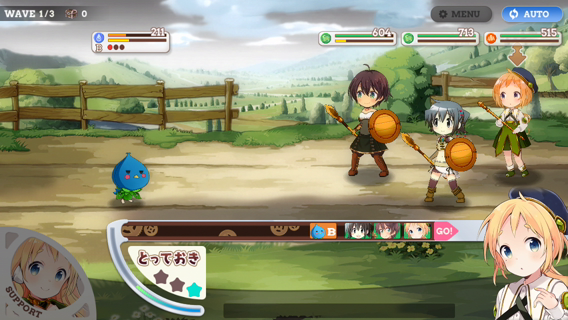 WAVE 1/3
0
MENU
AUTO
211
B
604
713
515
B
GO!
とっておき
SUPPORT